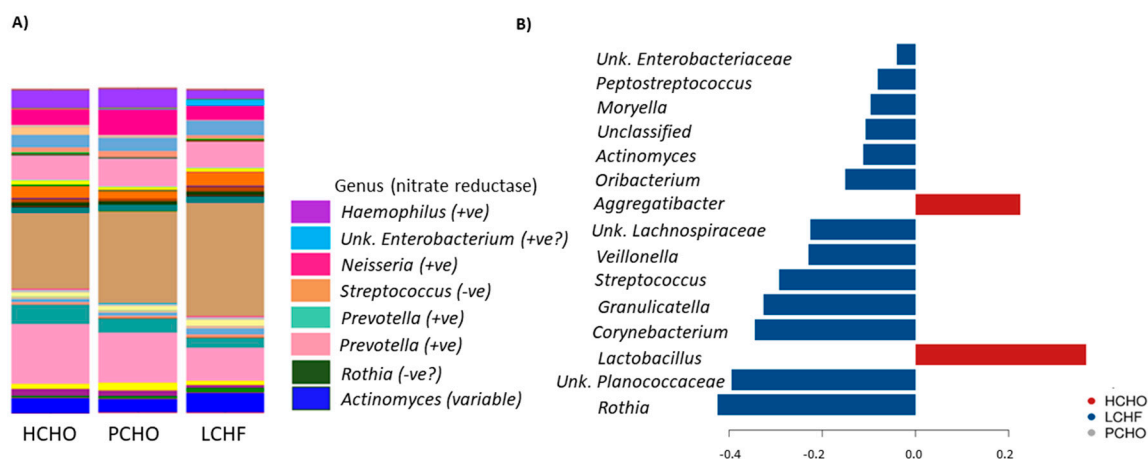 A)
HCHO
PCHO
LCHF
Genus (nitrate reductase)
Haemophilus (+ve)
Unk. Enterobacterium (+ve?)
Neisseria (+ve)
Streptococcus (-ve)
Prevotella (+ve)
Prevotella (+ve)
Rothia (-ve?)
Actinomyces (variable)
B)
Unk. Enterobacteriaceae
Peptostreptococcus
Moryella
Unclassified
Actinomyces
Oribacterium
Aggregatibacter
Unk. Lachnospiraceae
Veillonella
Streptococcus
Granulicatella
Corynebacterium
Lactobacillus
Unk. Planococcaceae
Rothia
-0.4 -0.2 0.0 0.2
HCHO
LCHF
PCHO